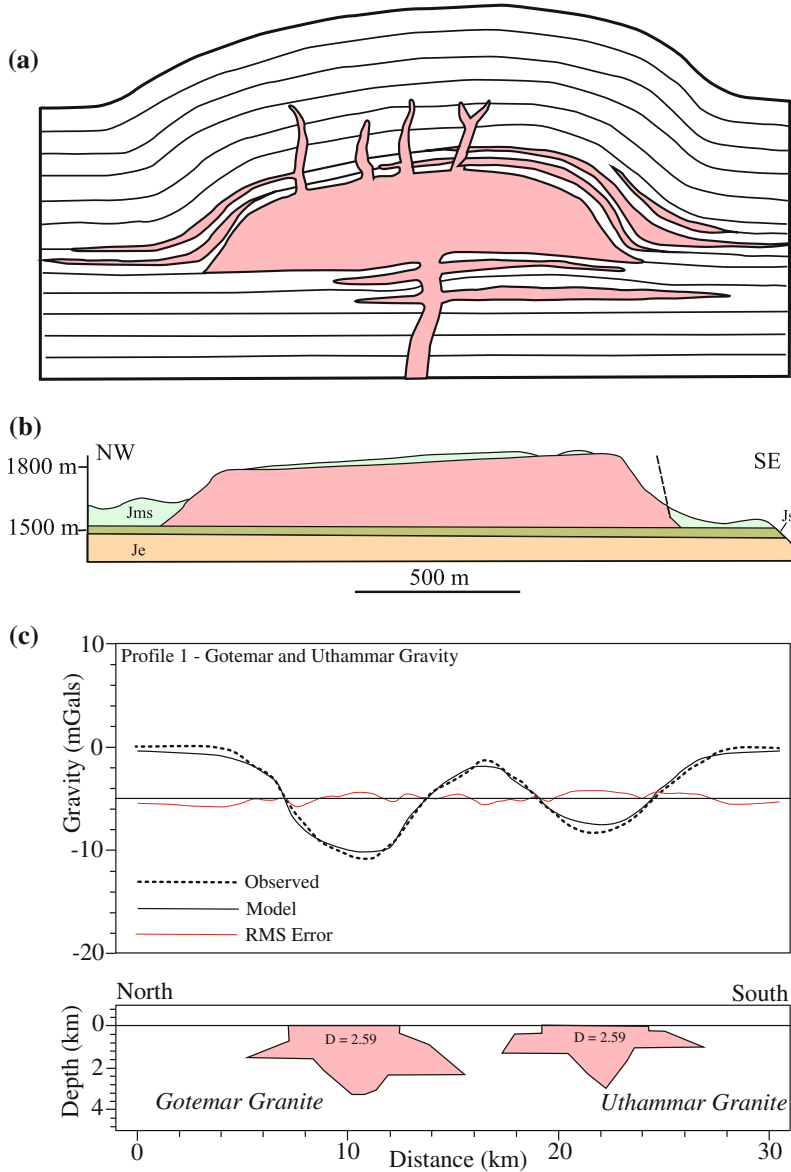 (a)
(b)
NW
SE
1800 m
1500 m
Jms
Js
Je
500 m
(c)
Profile 1 - Gotemar and Uthammar Gravity
Gravity (mGals)
10
0
-10
-20
Observed
Model
RMS Error
North
South
Depth (km)
0
2
4
D = 2.59
D = 2.59
Gotemar Granite
Uthammar Granite
0
10
20
30
Distance (km)